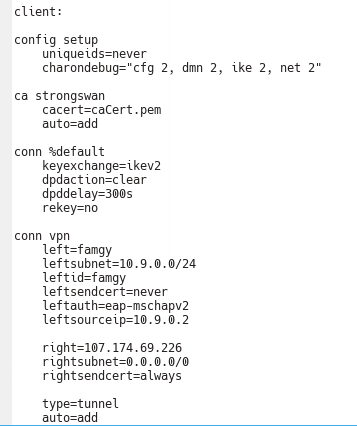 client:

config setup
    uniqueids=never
    charondebug="cfg 2, dmn 2, ike 2, net 2"

ca strongswan
    cacert=caCert.pem
    auto=add

conn %default
    keyexchange=ikev2
    dpdaction=clear
    dpddelay=300s
    rekey=no

conn vpn
    left=famgy
    leftsubnet=10.9.0.0/24
    leftid=famgy
    leftsendcert=never
    leftauth=eap-mschapv2
    leftsourceip=10.9.0.2

    right=107.174.69.226
    rightsubnet=0.0.0.0/0
    rightsendcert=always

    type=tunnel
    auto=add